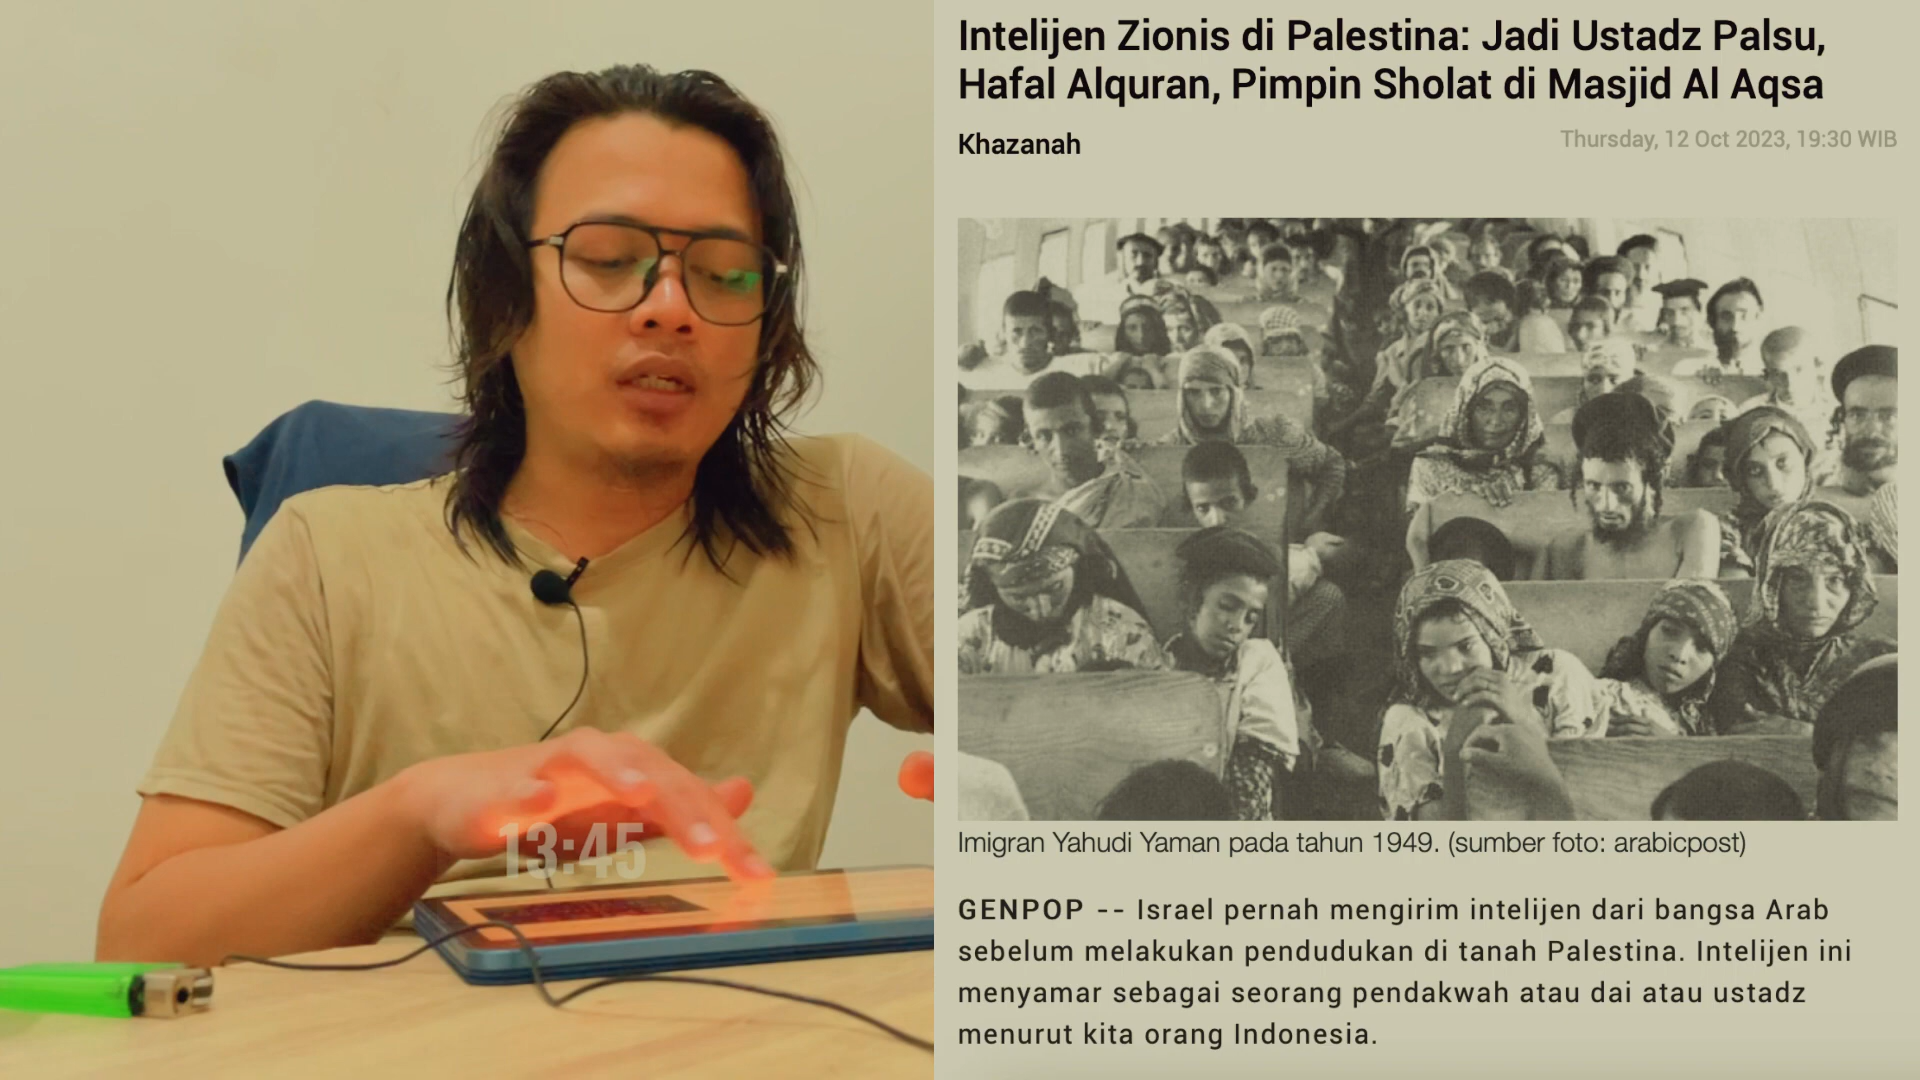 Intelijen Zionis di Palestina: Jadi Ustadz Palsu,
Hafal Alquran, Pimpin Sholat di Masjid Al Aqsa
Khazanah
Thursday, 12 Oct 2023, 19:30 WIB
Imigran Yahudi Yaman pada tahun 1949. (sumber foto: arabicpost)
GENPOP -- Israel pernah mengirim intelijen dari bangsa Arab
sebelum melakukan pendudukan di tanah Palestina. Intelijen ini
menyamar sebagai seorang pendakwah atau dai atau ustadz
menurut kita orang Indonesia.
13:45